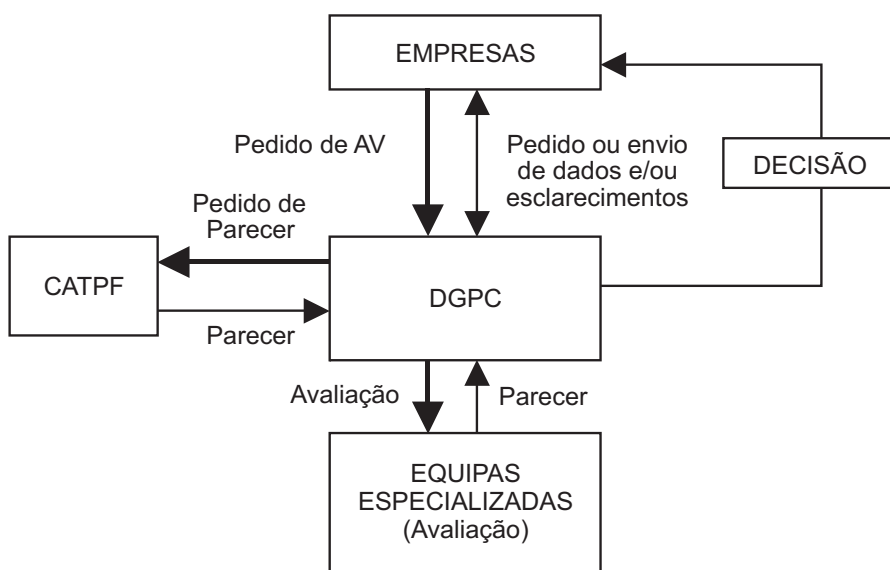 EMPRESAS
Pedido de AV
Pedido ou envio
de dados e/ou
esclarecimentos
DECISÃO
Pedido de
Parecer
CATPF
DGPC
Parecer
Avaliação
Parecer
EQUIPAS
ESPECIALIZADAS
(Avaliação)